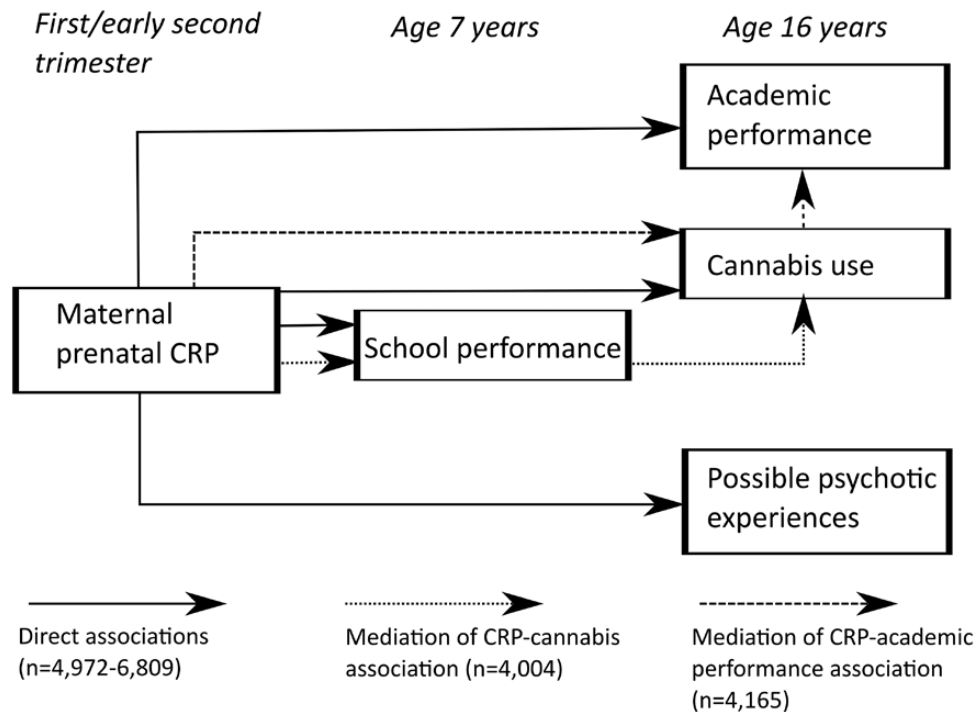 First/early second
trimester
Age 7 years
Age 16 years
Academic
performance
Cannabis use
Maternal
prenatal CRP
School performance
Possible psychotic
experiences
Direct associations
(n=4,972-6,809)
Mediation of CRP-cannabis
association (n=4,004)
Mediation of CRP-academic
performance association
(n=4,165)